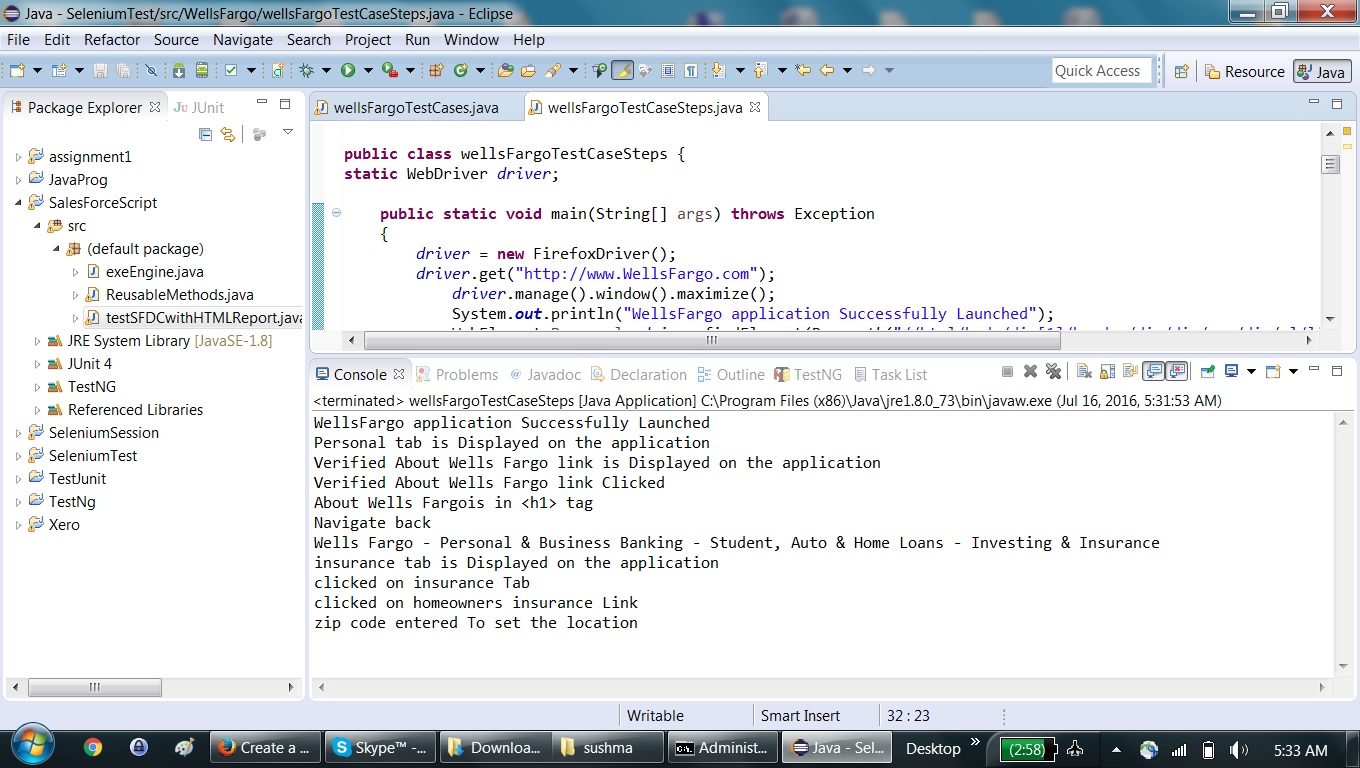 Java - SeleniumTest/src/WellsFargo/wellsFargoTestCaseSteps.java - Eclipse
File Edit Refactor Source Navigate Search Project Run Window Help
Quick Access
Resource
Java
Package Explorer
JUnit
assignment1
JavaProg
SalesForceScript
src
(default package)
exeEngine.java
ReusableMethods.java
testSFDCwithHTMLReport.java
JRE System Library [JavaSE-1.8]
JUnit 4
TestNG
Referenced Libraries
SeleniumSession
SeleniumTest
TestJunit
TestNg
Xero
wellsFargoTestCases.java
wellsFargoTestCaseSteps.java
public class wellsFargoTestCaseSteps {
static WebDriver driver;
public static void main(String[] args) throws Exception
{
driver = new FirefoxDriver();
driver.get("http://www.WellsFargo.com");
driver.manage().window().maximize();
System.out.println("WellsFargo application Successfully Launched");
Console Problems @ Javadoc Declaration Outline TestNG Task List
<terminated> wellsFargoTestCaseSteps [Java Application] C:\Program Files (x86)\Java\jre1.8.0_73\bin\javaw.exe (Jul 16, 2016, 5:31:53 AM)
WellsFargo application Successfully Launched
Personal tab is Displayed on the application
Verified About Wells Fargo link is Displayed on the application
Verified About Wells Fargo link Clicked
About Wells Fargois in <h1> tag
Navigate back
Wells Fargo - Personal & Business Banking - Student, Auto & Home Loans - Investing & Insurance
insurance tab is Displayed on the application
clicked on insurance Tab
clicked on homeowners insurance Link
zip code entered To set the location
Writable
Smart Insert
32 : 23
Create a ...
Skype™ -...
Downloa...
sushma
Administ...
Java - Sel...
Desktop »
(2:58)
5:33 AM